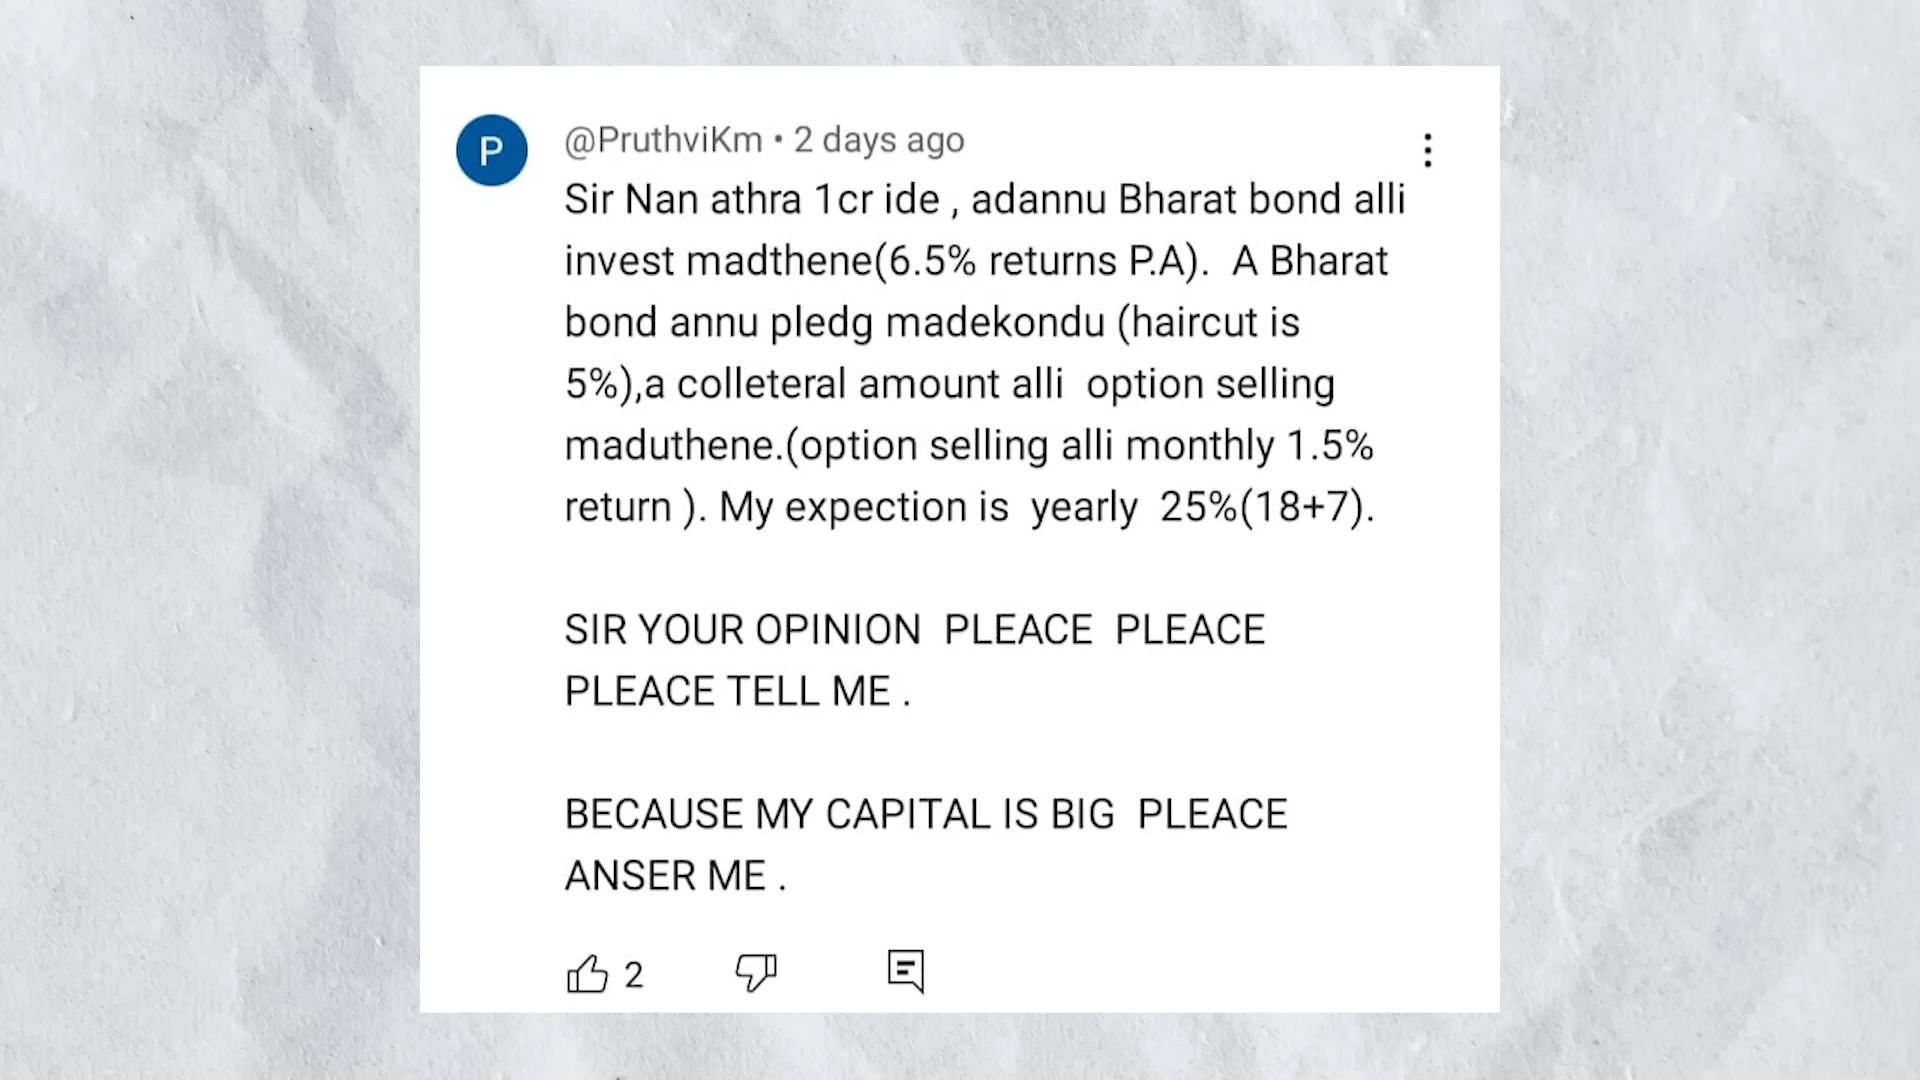 P
@PruthviKm • 2 days ago
Sir Nan athra 1cr ide , adannu Bharat bond alli
invest madthene(6.5% returns P.A).  A Bharat
bond annu pledg madekondu (haircut is
5%),a colleteral amount alli  option selling
maduthene.(option selling alli monthly 1.5%
return ). My expection is  yearly  25%(18+7).
SIR YOUR OPINION  PLEACE  PLEACE
PLEACE TELL ME .
BECAUSE MY CAPITAL IS BIG  PLEACE
ANSER ME .
2